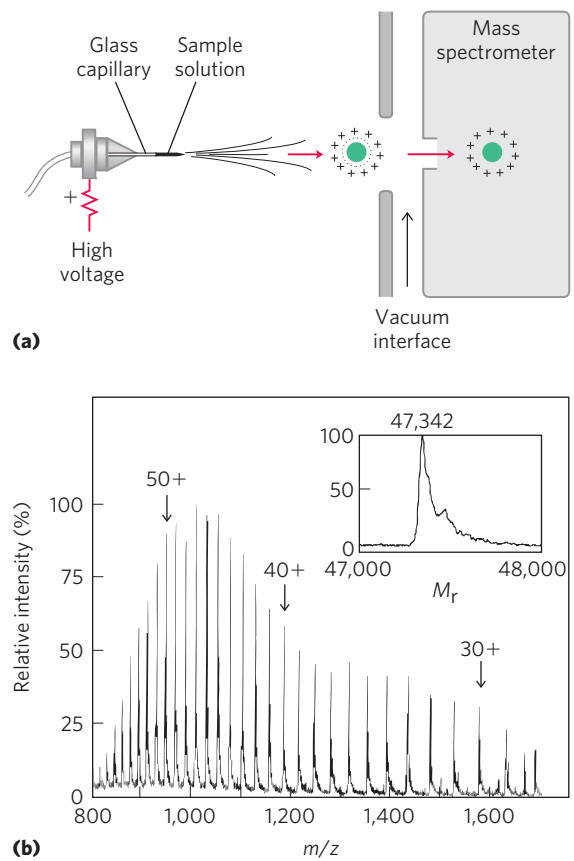 Glass
capillary
Sample
solution
Mass
spectrometer
+ + + + + + + + + + +
+ + + + + + + + + + +
+
High
voltage
Vacuum
interface
(a)
47,342
100
50
0
47,000
48,000
Mr
50+
40+
30+
100
75
50
25
0
Relative intensity (%)
800
1,000
1,200
1,400
1,600
m/z
(b)